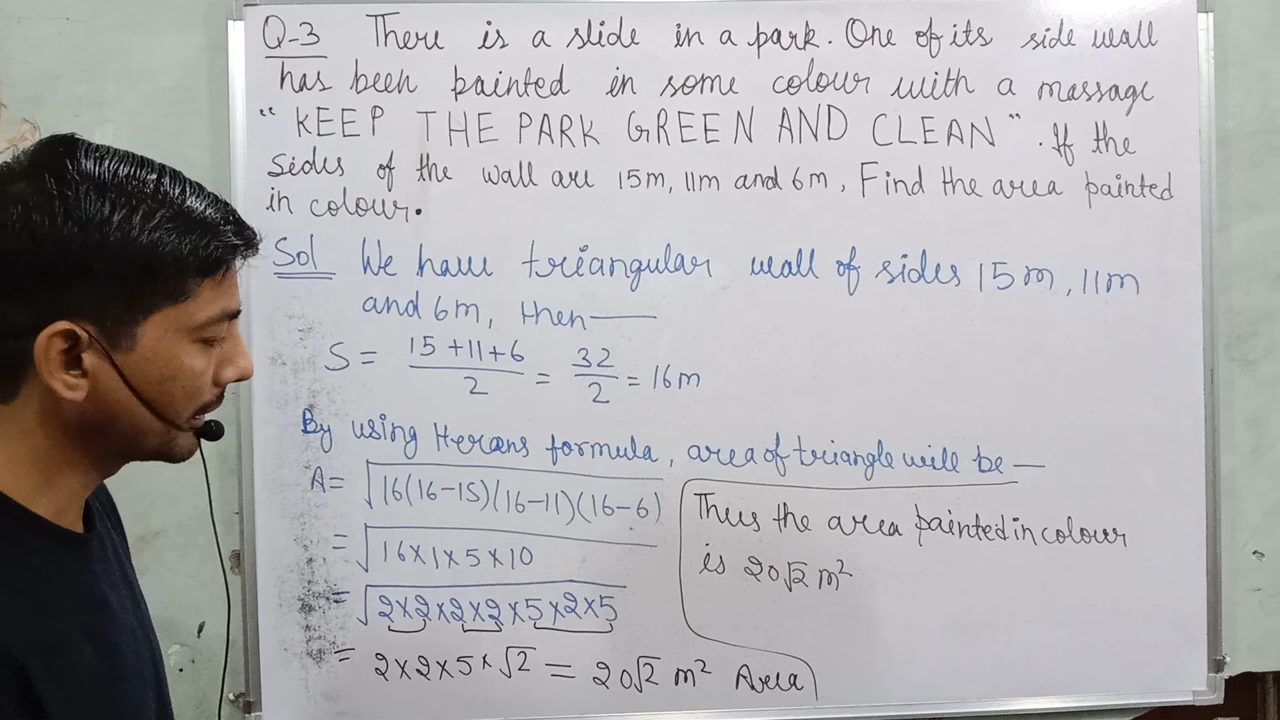 Q-3 There is a slide in a park. One of its side wall
has been painted in some colour with a massage
"KEEP THE PARK GREEN AND CLEAN". If the
sides of the wall are 15m, 11m and 6m, Find the area painted
in colour.
Sol We have triangular wall of sides 15m, 11m
and 6m, then —
S = (15+11+6)/2 = 32/2 = 16m
By using Herons formula, area of triangle will be —
A = √16(16-15)(16-11)(16-6)
= √16×1×5×10
= √2×2×2×2×5×2×5
= 2×2×5×√2 = 20√2 m² Area
Thus the area painted in colour
is 20√2 m²